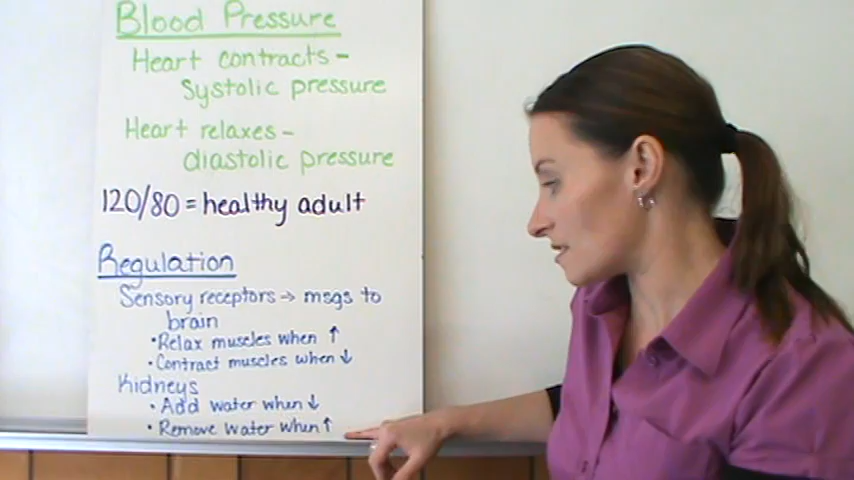 Blood Pressure
Heart contracts -
Systolic pressure
Heart relaxes -
diastolic pressure
120/80 = healthy adult
Regulation
Sensory receptors → msgs to
brain
• Relax muscles when ↑
• Contract muscles when ↓
Kidneys
• Add water when ↓
• Remove water when ↑